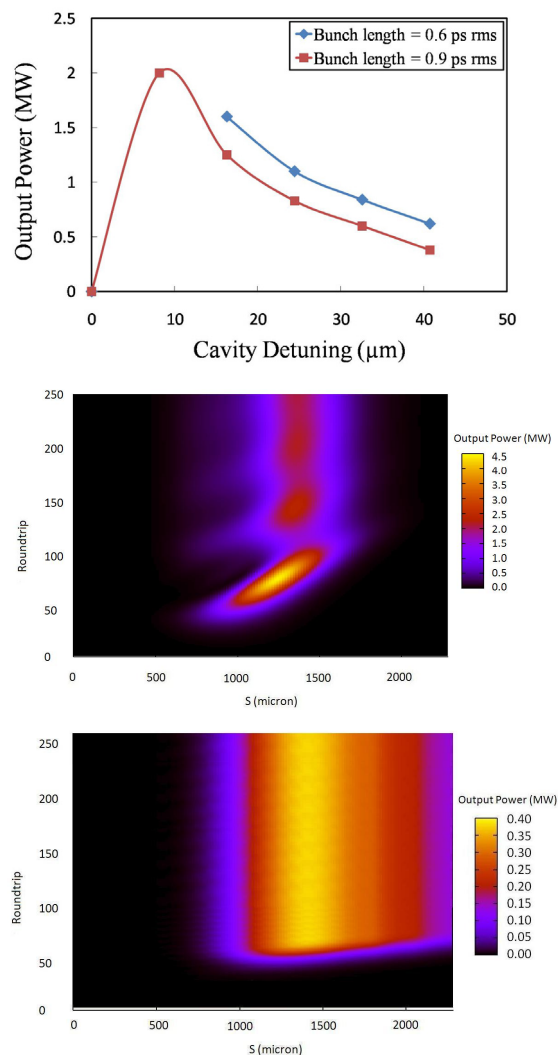 Bunch length = 0.6 ps rms
Bunch length = 0.9 ps rms
2.5
2
1.5
1
0.5
0
Output Power (MW)
0 10 20 30 40 50
Cavity Detuning (µm)
250
200
150
100
50
0
Roundtrip
0 500 1000 1500 2000
S (micron)
Output Power (MW)
4.5
4.0
3.5
3.0
2.5
2.0
1.5
1.0
0.5
0.0
250
200
150
100
50
0
Roundtrip
0 500 1000 1500 2000
S (micron)
Output Power (MW)
0.40
0.35
0.30
0.25
0.20
0.15
0.10
0.05
0.00